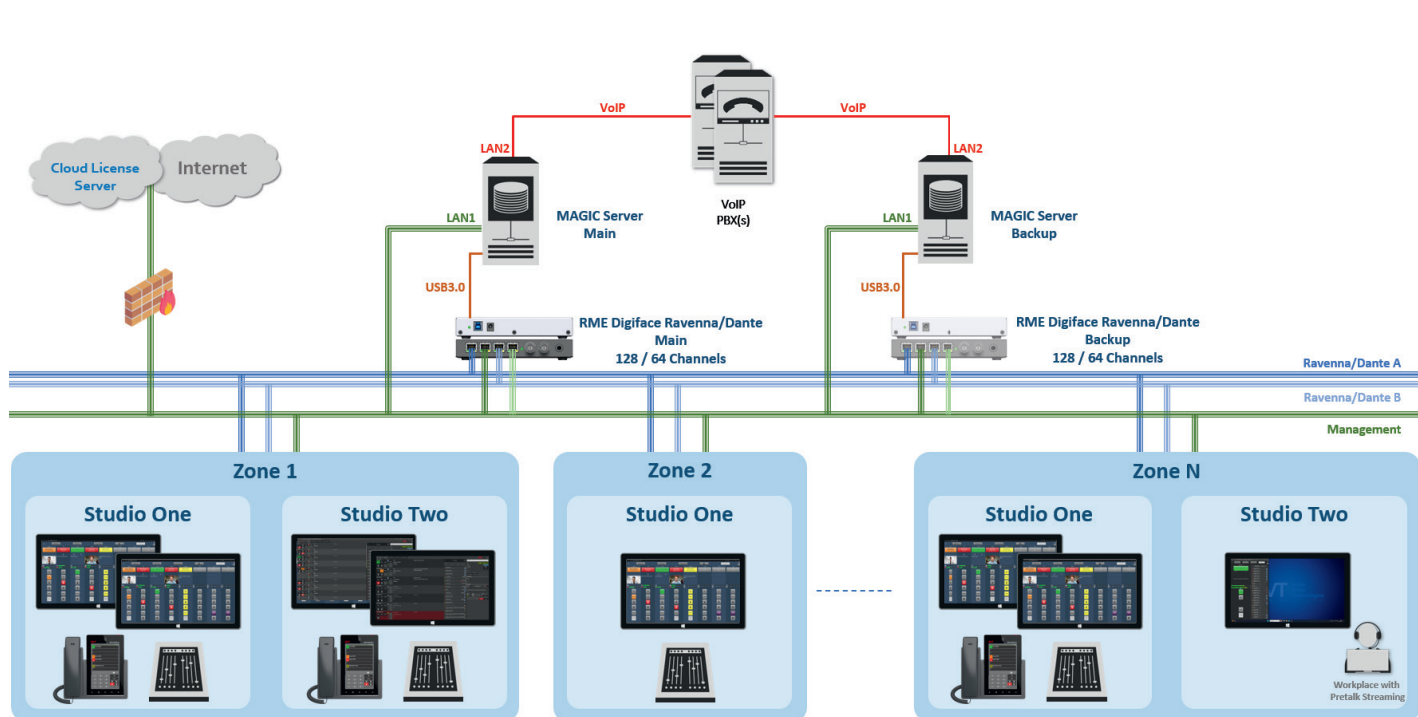 VoIP
VoIP
LAN2
LAN2
Cloud License
Server
Internet
VoIP
PBX(s)
LAN1
MAGIC Server
Main
LAN1
MAGIC Server
Backup
USB3.0
USB3.0
RME Digiface Ravenna/Dante
Main
128 / 64 Channels
RME Digiface Ravenna/Dante
Backup
128 / 64 Channels
Ravenna/Dante A
Ravenna/Dante B
Management
Zone 1
Zone 2
Zone N
Studio One
Studio Two
Studio One
Studio One
Studio Two
Workplace with
Pretalk Streaming